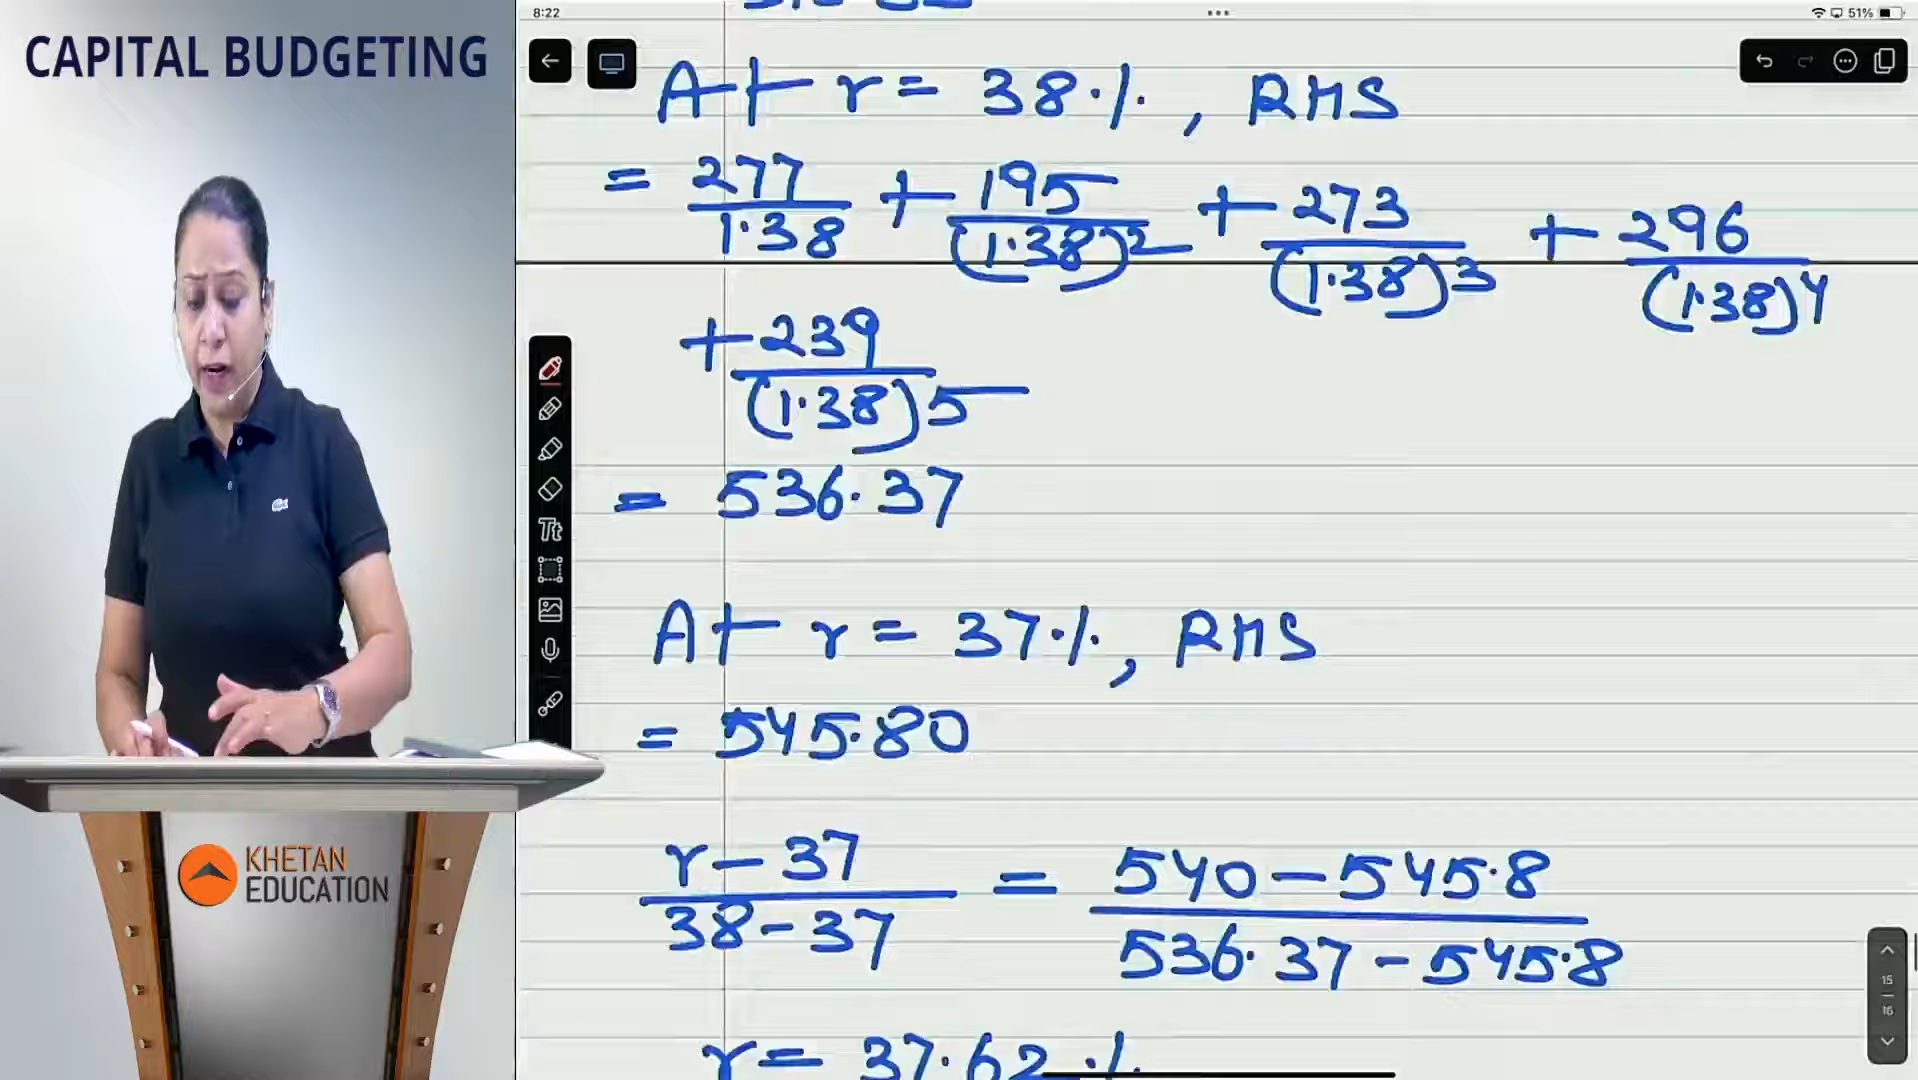 8:22
51%
CAPITAL BUDGETING
At r = 38%, RHS
= 277/1.38 + 195/(1.38)2 + 273/(1.38)3 + 296/(1.38)4
+ 239/(1.38)5
= 536.37
At r = 37%, RHS
= 545.80
r - 37 / 38 - 37 = 540 - 545.8 / 536.37 - 545.8
r = 37.62%
Tt
15
16
KHETAN
EDUCATION